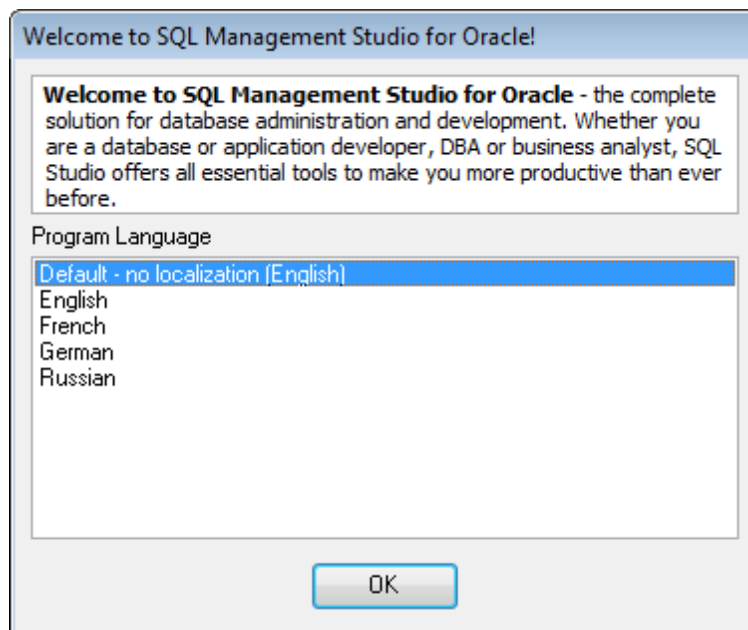 Welcome to SQL Management Studio for Oracle!
Welcome to SQL Management Studio for Oracle - the complete
solution for database administration and development. Whether you
are a database or application developer, DBA or business analyst, SQL
Studio offers all essential tools to make you more productive than ever
before.
Program Language
Default - no localization (English)
English
French
German
Russian
OK